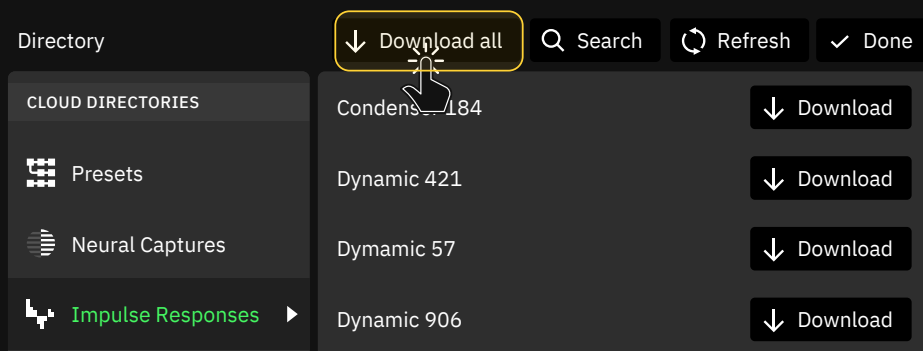 Directory
Download all
Search
Refresh
Done
CLOUD DIRECTORIES
Presets
Neural Captures
Impulse Responses
Condenser 184
Download
Dynamic 421
Download
Dymamic 57
Download
Dynamic 906
Download